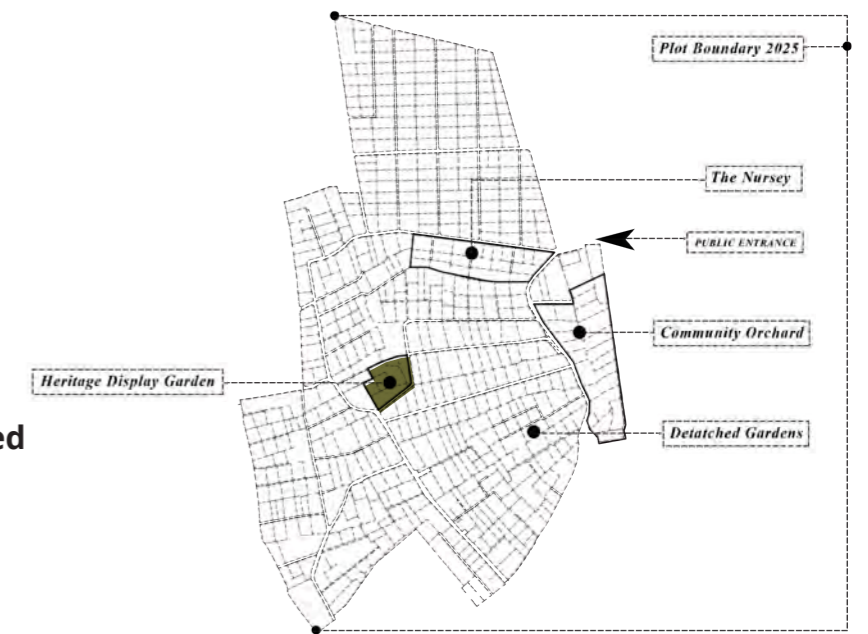 Plot Boundary 2025
The Nursey
PUBLIC ENTRANCE
Community Orchard
Heritage Display Garden
ed
Detatched Gardens